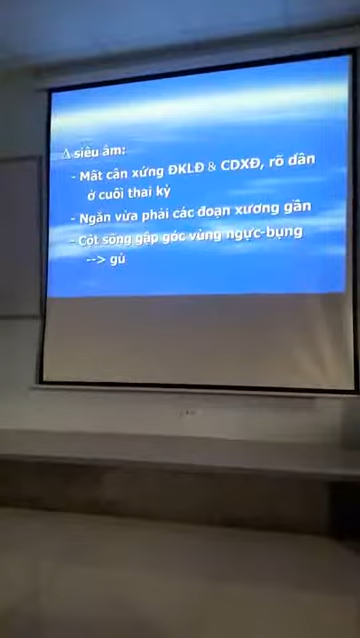 Δ siêu âm:
- Mất cân xứng ĐKLĐ & CDXĐ, rõ dần
ở cuối thai kỳ
- Ngắn vừa phải các đoạn xương gần
- Cột sống gập góc vùng ngực-bụng
--> gù